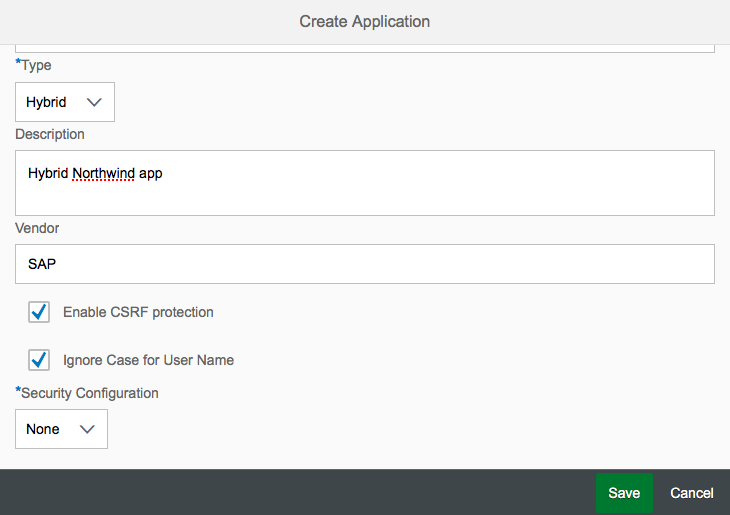 Create Application
*Type
Hybrid
Description
Hybrid Northwind app
Vendor
SAP
Enable CSRF protection
Ignore Case for User Name
*Security Configuration
None
Save Cancel